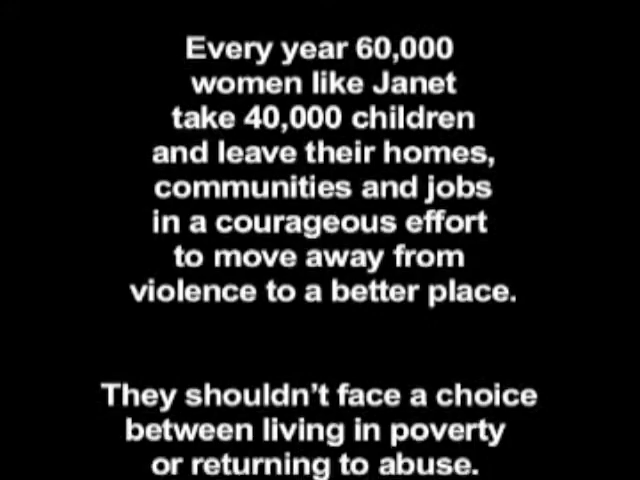 Every year 60,000
women like Janet
take 40,000 children
and leave their homes,
communities and jobs
in a courageous effort
to move away from
violence to a better place.
They shouldn't face a choice
between living in poverty
or returning to abuse.